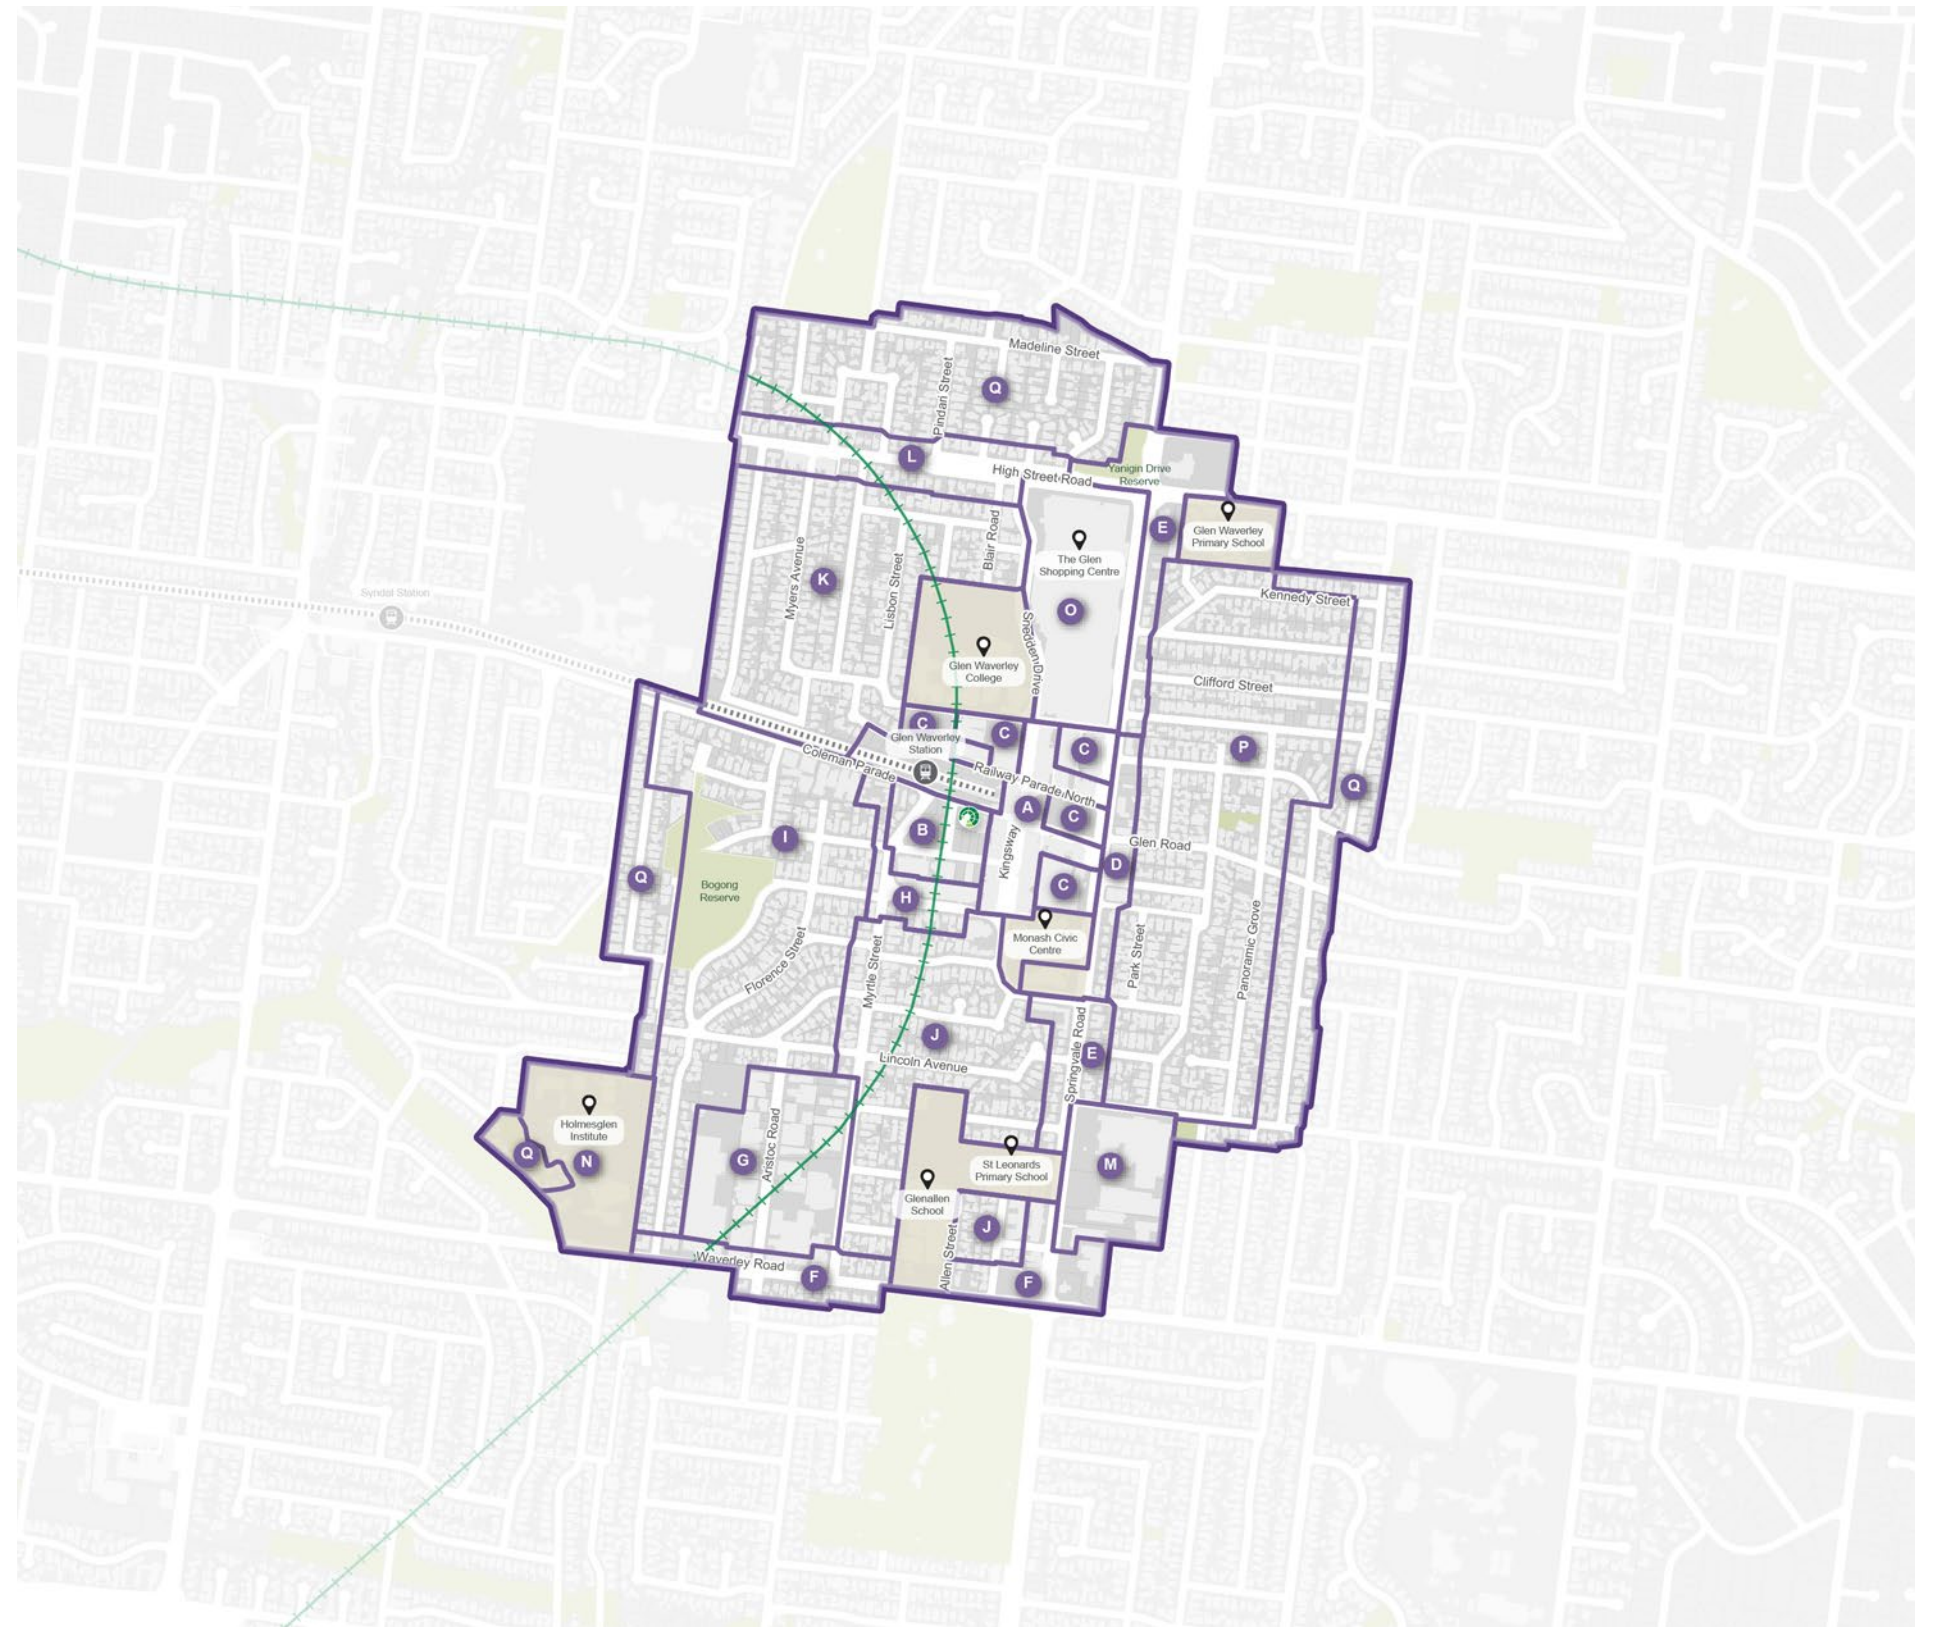 Madeline Street
Pindari Street
Q
L
High Street Road
Yanigin Drive
Reserve
E
Glen Waverley
Primary School
Blair Road
The Glen
Shopping Centre
Myers Avenue
K
Lisbon Street
Kennedy Street
Syndal Station
O
Snedden Drive
Glen Waverley
College
Clifford Street
C
Glen Waverley
Station
C
C
P
Coleman Parade
Railway Parade North
Q
A
C
B
I
Kingsway
Glen Road
D
Q
Bogong
Reserve
H
C
Monash Civic
Centre
Park Street
Panoramic Grove
Florence Street
Myrtle Street
J
Lincoln Avenue
Springvale Road
E
Holmesglen
Institute
Q
N
G
Aristoc Road
St Leonards
Primary School
M
Glenallen
School
J
Allen Street
Waverley Road
F
F